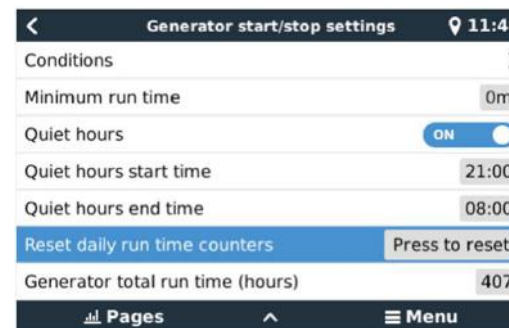 Generator start/stop settings 11:4
Conditions
Minimum run time 0m
Quiet hours ON
Quiet hours start time 21:00
Quiet hours end time 08:00
Reset daily run time counters Press to reset
Generator total run time (hours) 407
Pages Menu